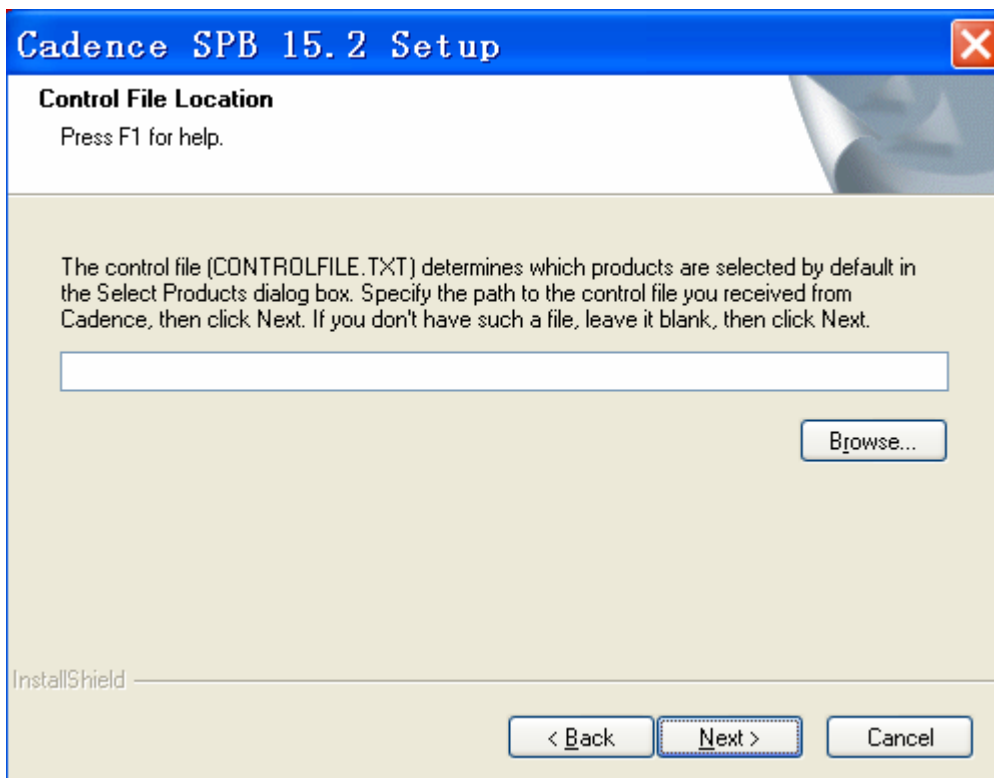 Cadence SPB 15.2 Setup
Control File Location
Press F1 for help.
The control file (CONTROLFILE.TXT) determines which products are selected by default in
the Select Products dialog box. Specify the path to the control file you received from
Cadence, then click Next. If you don't have such a file, leave it blank, then click Next.
Browse...
InstallShield
< Back
Next >
Cancel